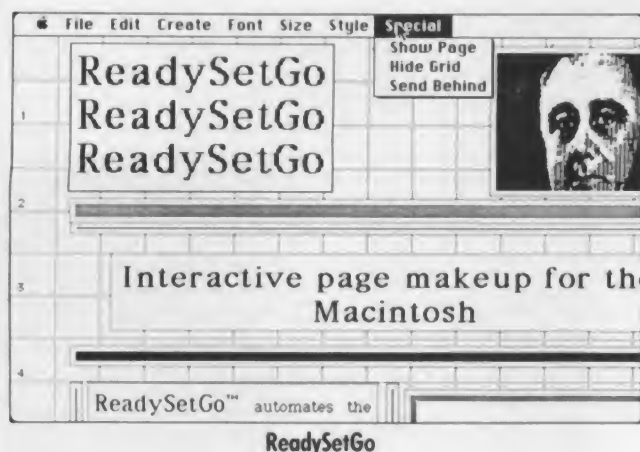 File Edit Create Font Size Style Special
Show Page
Hide Grid
Send Behind
ReadySetGo
ReadySetGo
ReadySetGo
1
2
Interactive page makeup for the
3
Macintosh
4
ReadySetGo™ automates the
ReadySetGo